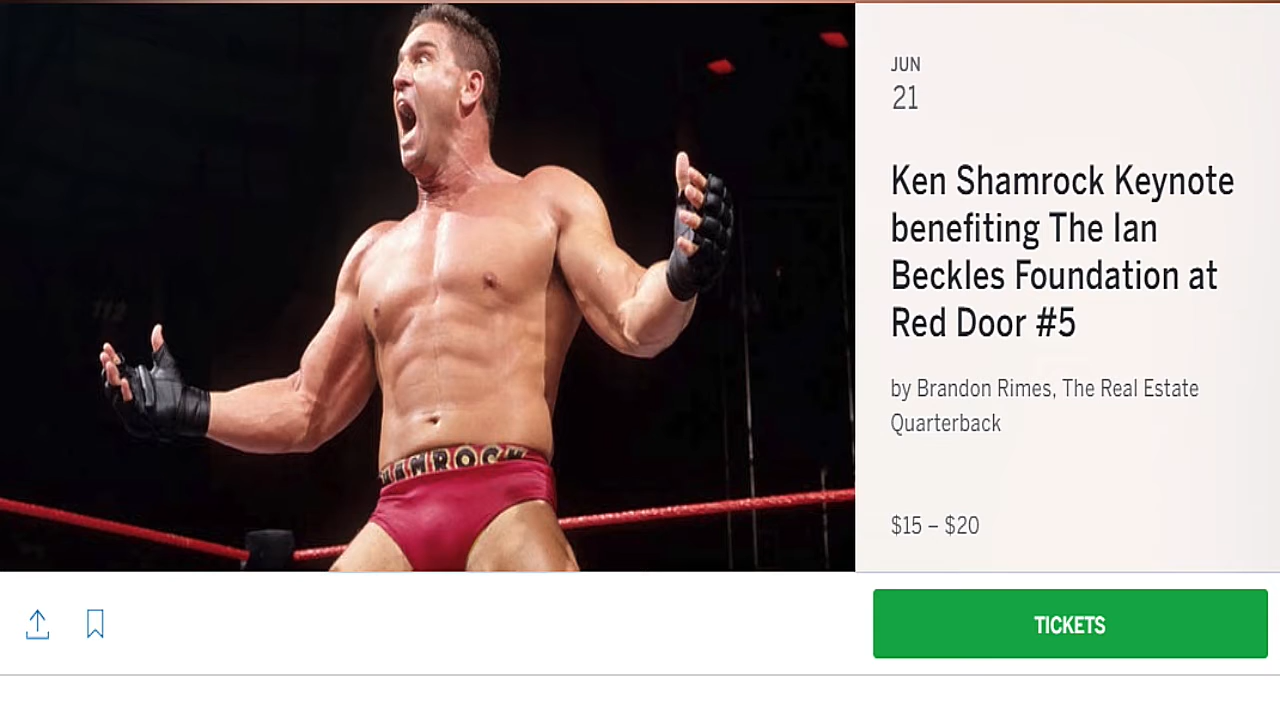 HAMROCK
JUN
21
Ken Shamrock Keynote
benefiting The Ian
Beckles Foundation at
Red Door #5
by Brandon Rimes, The Real Estate
Quarterback
$15 – $20
TICKETS